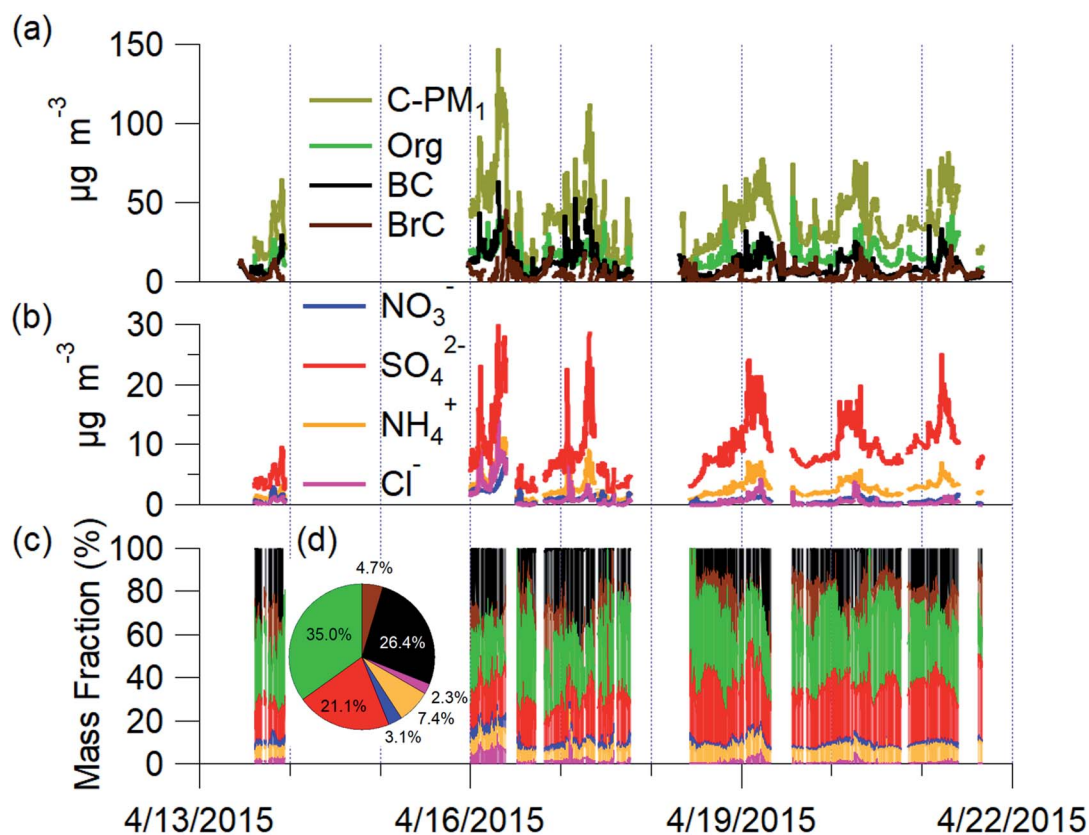 (a)
150
100
50
0
µg m⁻³
C-PM₁
Org
BC
BrC
(b)
30
20
10
0
µg m⁻³
NO₃⁻
SO₄²⁻
NH₄⁺
Cl⁻
(c)
100
80
60
40
20
0
Mass Fraction (%)
(d)
4.7%
35.0%
26.4%
2.3%
21.1%
7.4%
3.1%
4/13/2015 4/16/2015 4/19/2015 4/22/2015